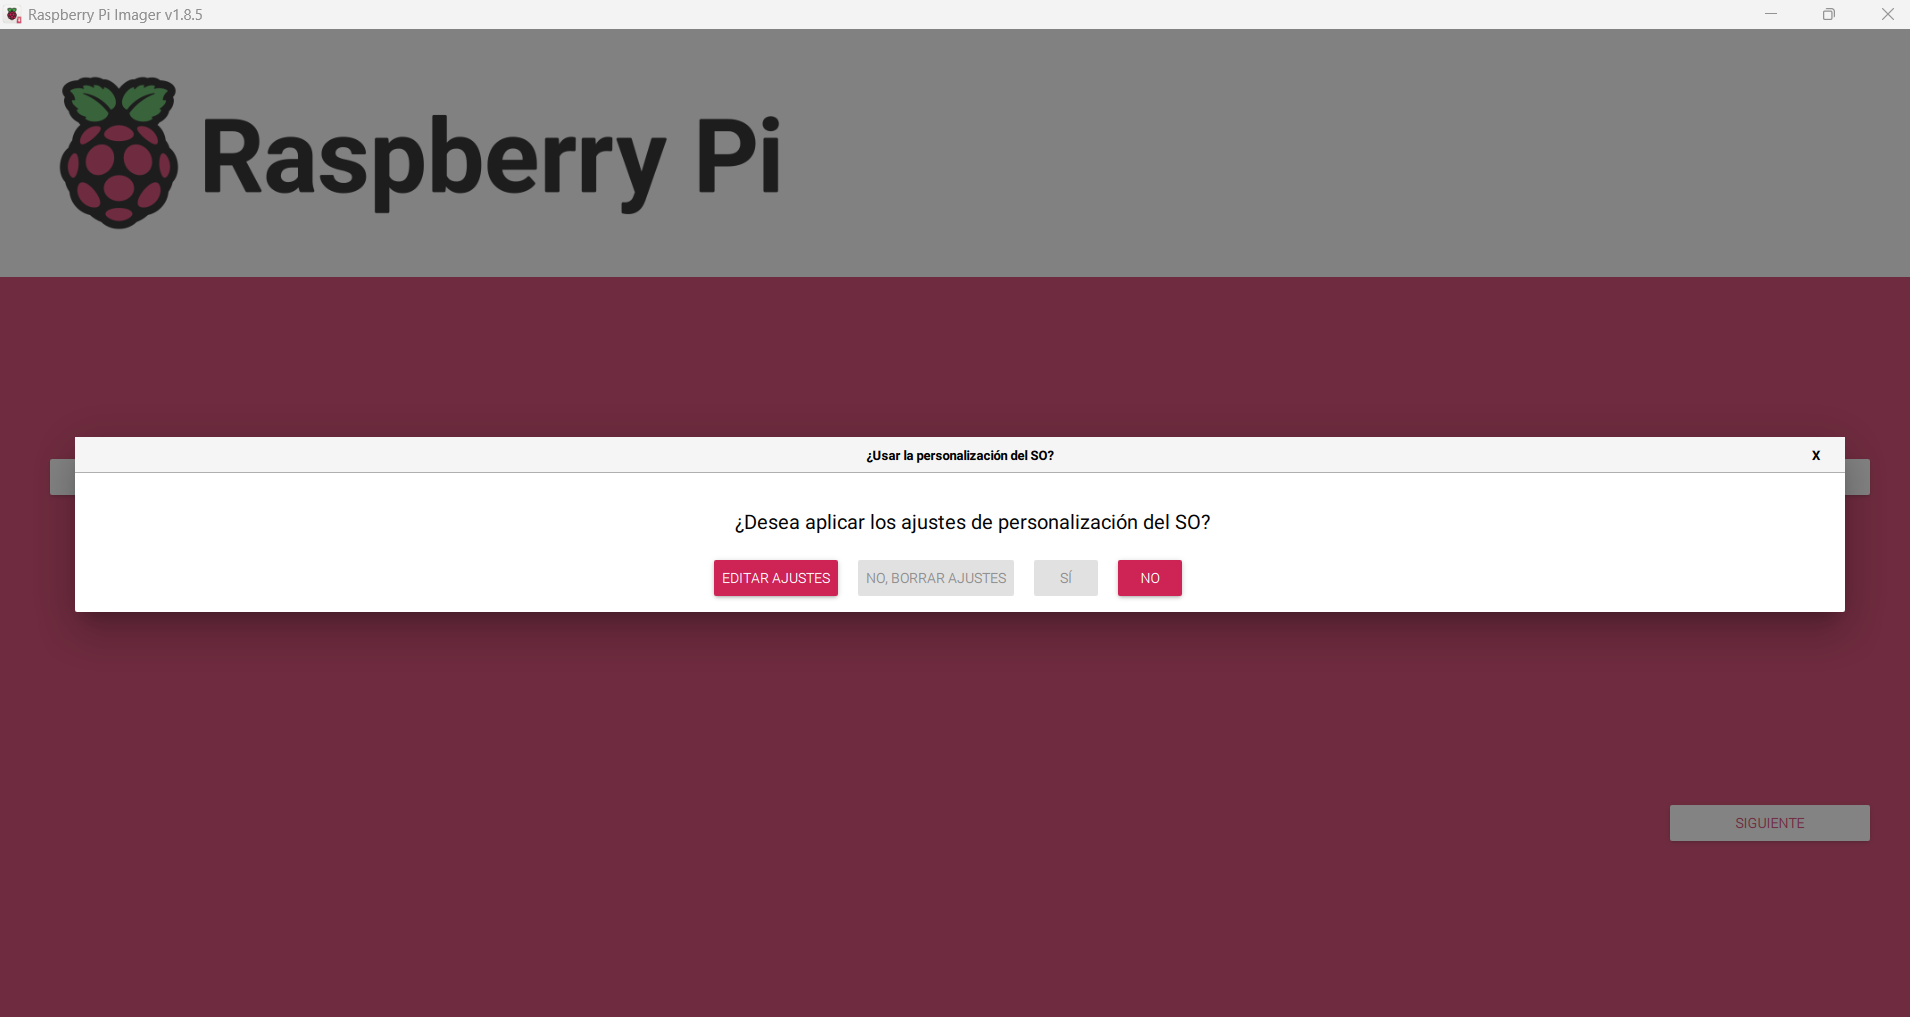 Raspberry Pi Imager v1.8.5
Raspberry Pi
¿Usar la personalización del SO?
X
¿Desea aplicar los ajustes de personalización del SO?
EDITAR AJUSTES
NO, BORRAR AJUSTES
SÍ
NO
SIGUIENTE